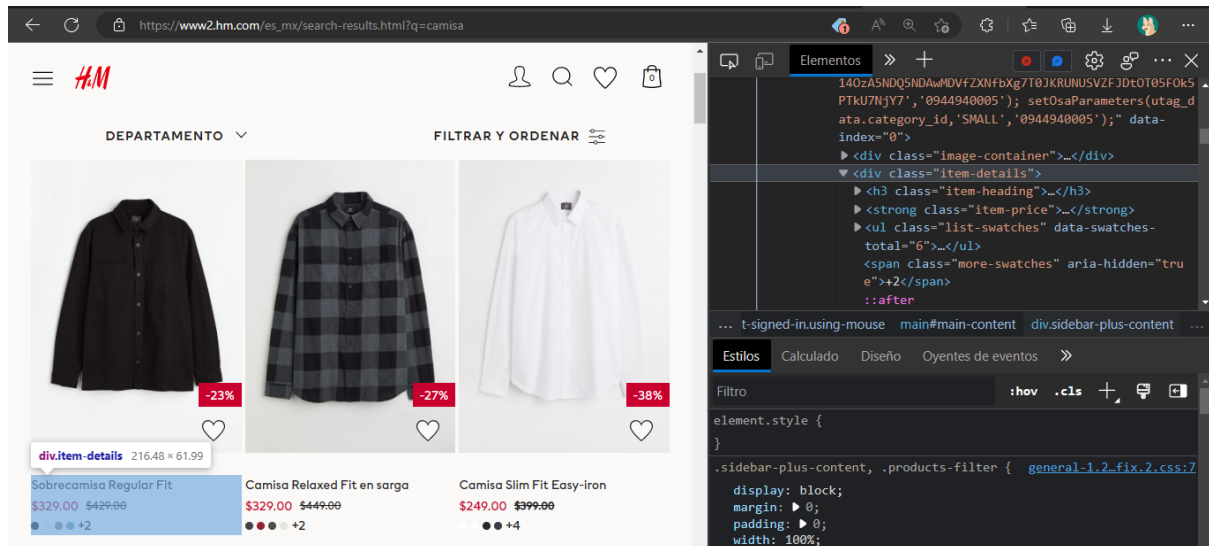 https://www2.hm.com/es_mx/search-results.html?q=camisa
H&M
0
DEPARTAMENTO
FILTRAR Y ORDENAR
-23%
-27%
-38%
div.item-details 216.48 × 61.99
Sobrecamisa Regular Fit
$329.00 $429.00
+2
Camisa Relaxed Fit en sarga
$329.00 $449.00
+2
Camisa Slim Fit Easy-iron
$249.00 $399.00
+4
Elementos
PTkU7NjY7','0944940005'); setOsaParameters(utag_d
ata.category_id,'SMALL','0944940005');" data-
index="0">
<div class="image-container">…</div>
<div class="item-details">
<h3 class="item-heading">…</h3>
<strong class="item-price">…</strong>
<ul class="list-swatches" data-swatches-
total="6">…</ul>
<span class="more-swatches" aria-hidden="tru
e">+2</span>
::after
... t-signed-in.using-mouse main#main-content div.sidebar-plus-content ...
Estilos Calculado Diseño Oyentes de eventos
Filtro :hov .cls
element.style {
}
.sidebar-plus-content, .products-filter { general-1.2…fix.2.css:7
display: block;
margin: 0;
padding: 0;
width: 100%;